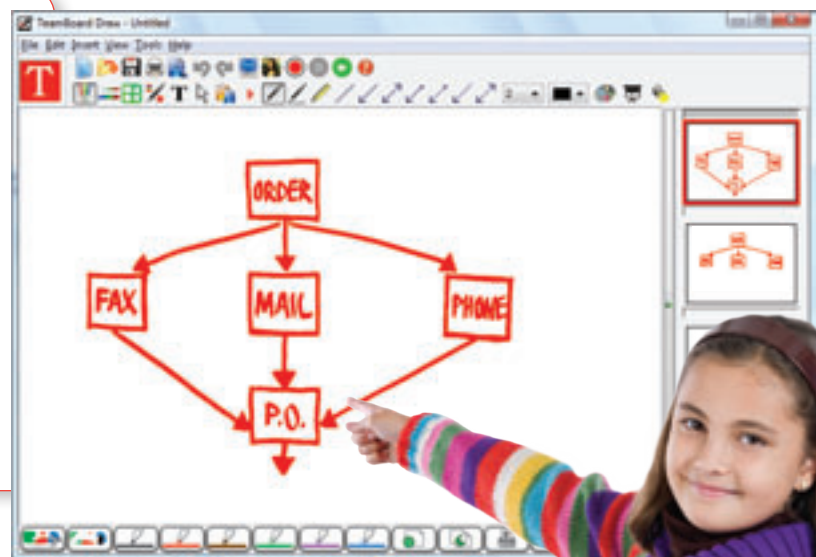 TeamBoard Draw - Untitled
File Edit Insert View Tools Help
T
T
ORDER
FAX MAIL PHONE
P.O.